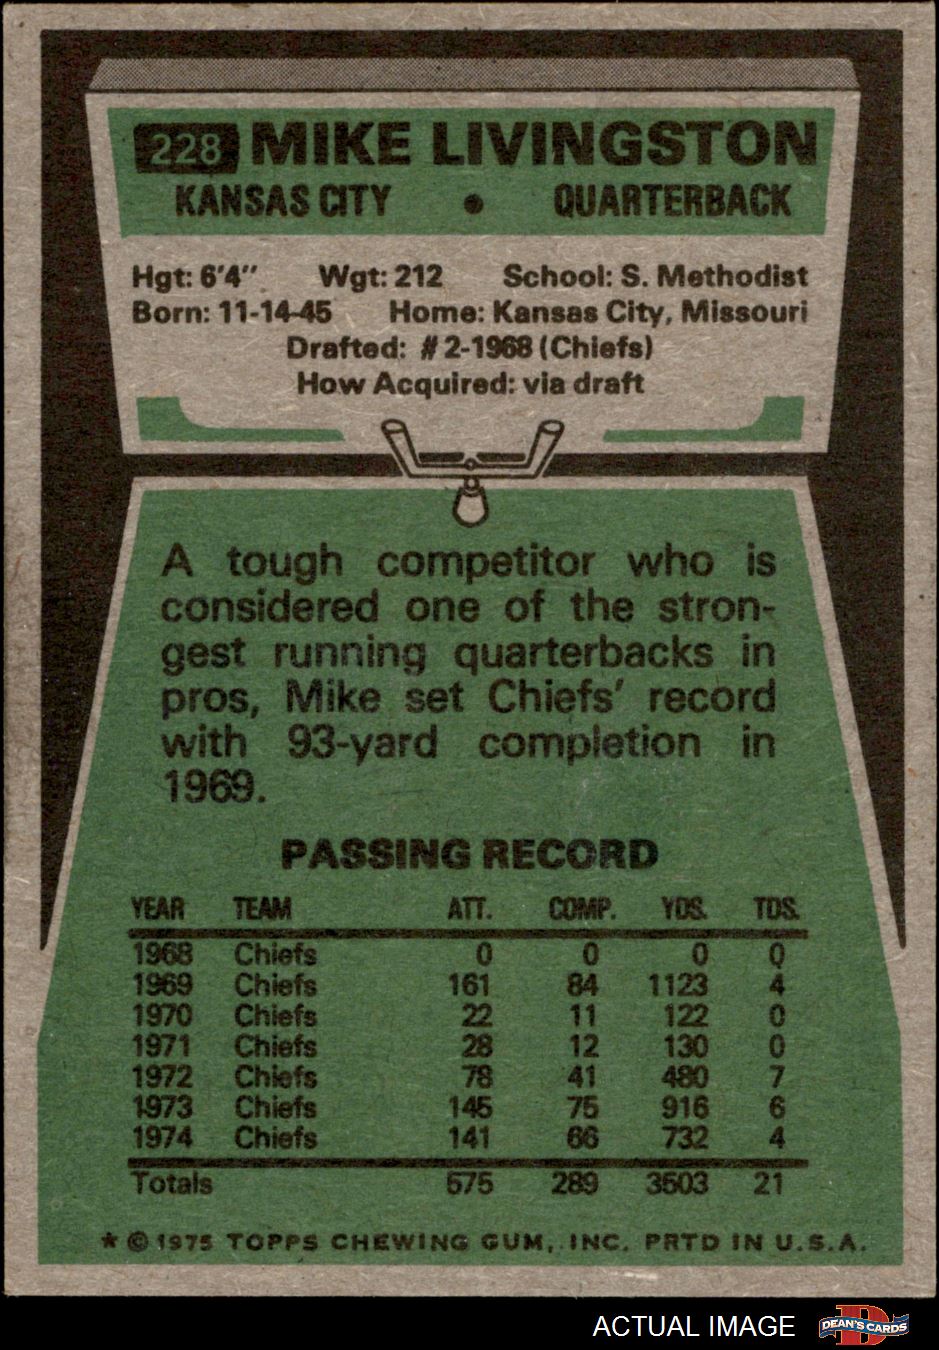 228 MIKE LIVINGSTON
KANSAS CITY • QUARTERBACK
Hgt: 6'4" Wgt: 212 School: S. Methodist
Born: 11-14-45 Home: Kansas City, Missouri
Drafted: #2-1968 (Chiefs)
How Acquired: via draft
A tough competitor who is
considered one of the stron-
gest running quarterbacks in
pros, Mike set Chiefs' record
with 93-yard completion in
1969.
PASSING RECORD
YEAR TEAM ATT. COMP. YDS. TDS.
1968 Chiefs 0 0 0 0
1969 Chiefs 161 84 1123 4
1970 Chiefs 22 11 122 0
1971 Chiefs 28 12 130 0
1972 Chiefs 78 41 480 7
1973 Chiefs 145 75 916 6
1974 Chiefs 141 66 732 4
Totals 575 289 3503 21
* © 1975 TOPPS CHEWING GUM, INC. PRTD IN U.S.A.
ACTUAL IMAGE D DEAN'S CARDS